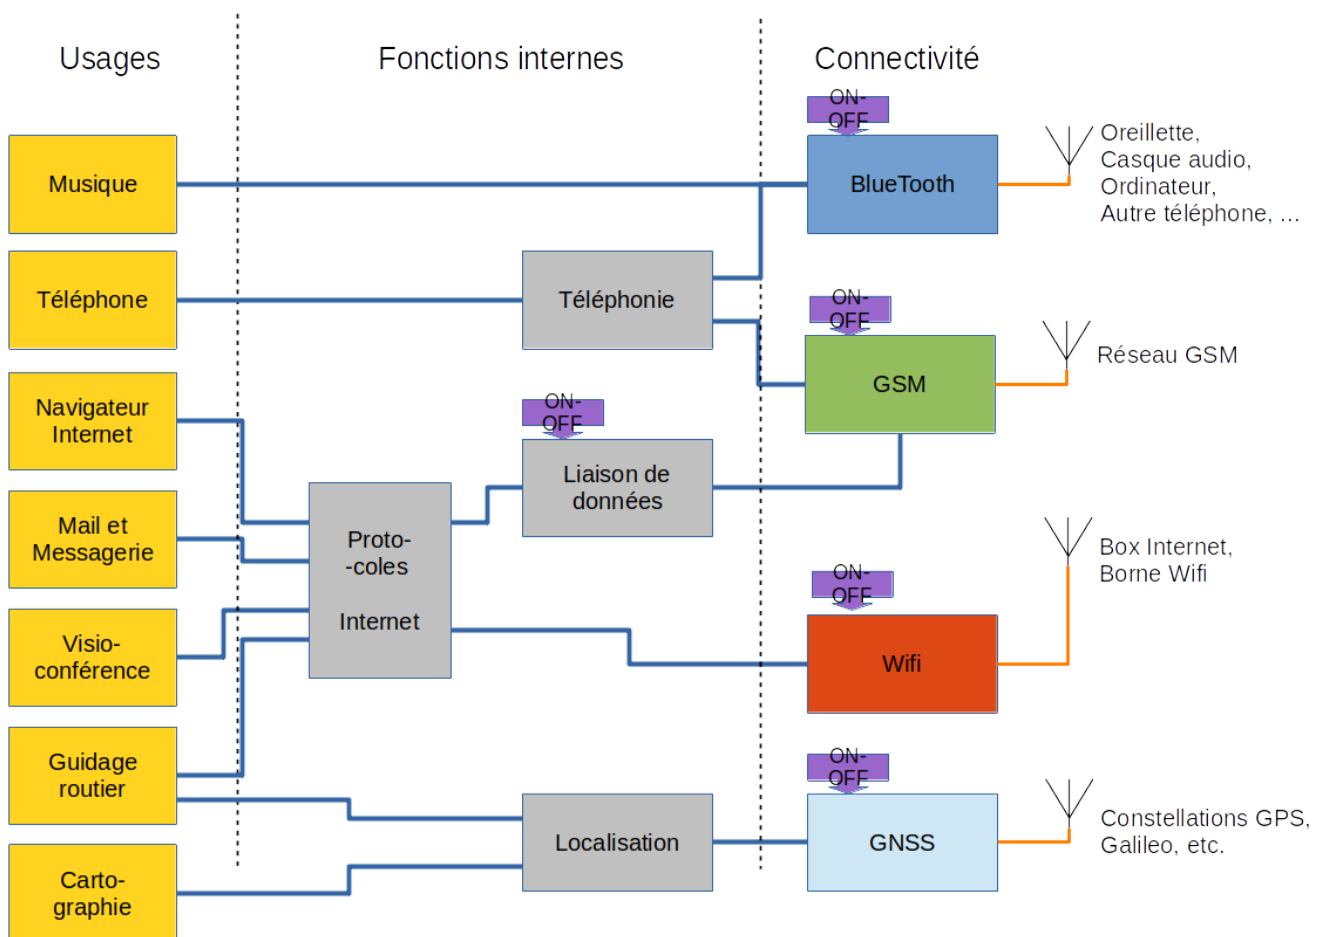 Usages
Fonctions internes
Connectivité
ON-
OFF
Musique
BlueTooth
Oreillette,
Casque audio,
Ordinateur,
Autre téléphone, ...
Téléphone
Téléphonie
ON-
OFF
GSM
Réseau GSM
Navigateur
Internet
ON-
OFF
Liaison de
données
Mail et
Messagerie
Proto-
-coles
Internet
Box Internet,
Borne Wifi
ON-
OFF
Visio-
conférence
Wifi
Guidage
routier
ON-
OFF
Localisation
GNSS
Constellations GPS,
Galileo, etc.
Carto-
graphie